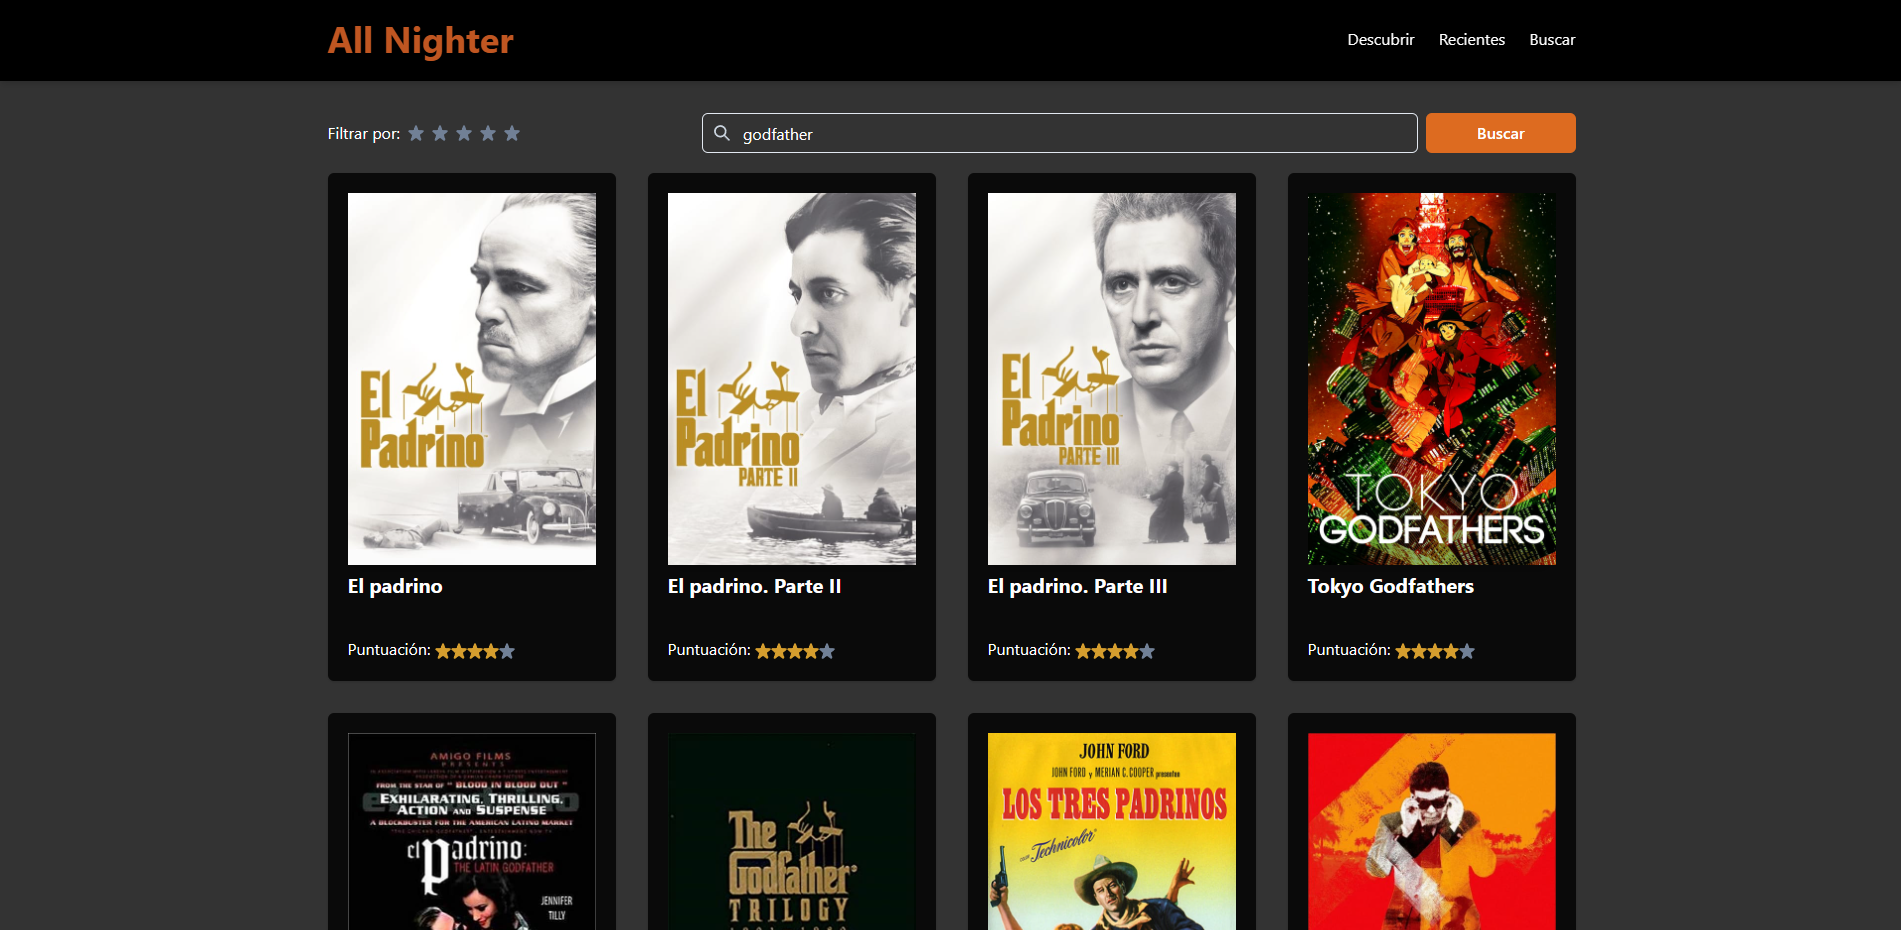 All Nighter
Descubrir
Recientes
Buscar
Filtrar por:
godfather
Buscar
El
Padrino
El
Padrino
PARTE II
El
Padrino
PARTE III
TOKYO
GODFATHERS
El padrino
El padrino. Parte II
El padrino. Parte III
Tokyo Godfathers
Puntuación:
Puntuación:
Puntuación:
Puntuación:
AMIGO FILMS
PRESENTS
FROM THE STAR OF "BLOOD IN BLOOD OUT"
EXHILARATING, THRILLING,
ACTION AND SUSPENSE
A BLOCKBUSTER FOR THE AMERICAN LATINO MARKET
el padrino:
THE LATIN GODFATHER
JENNIFER
TILLY
The
Godfather
TRILOGY
JOHN FORD
JOHN FORD y MERIAN C. COOPER presentan
LOS TRES PADRINOS
Technicolor